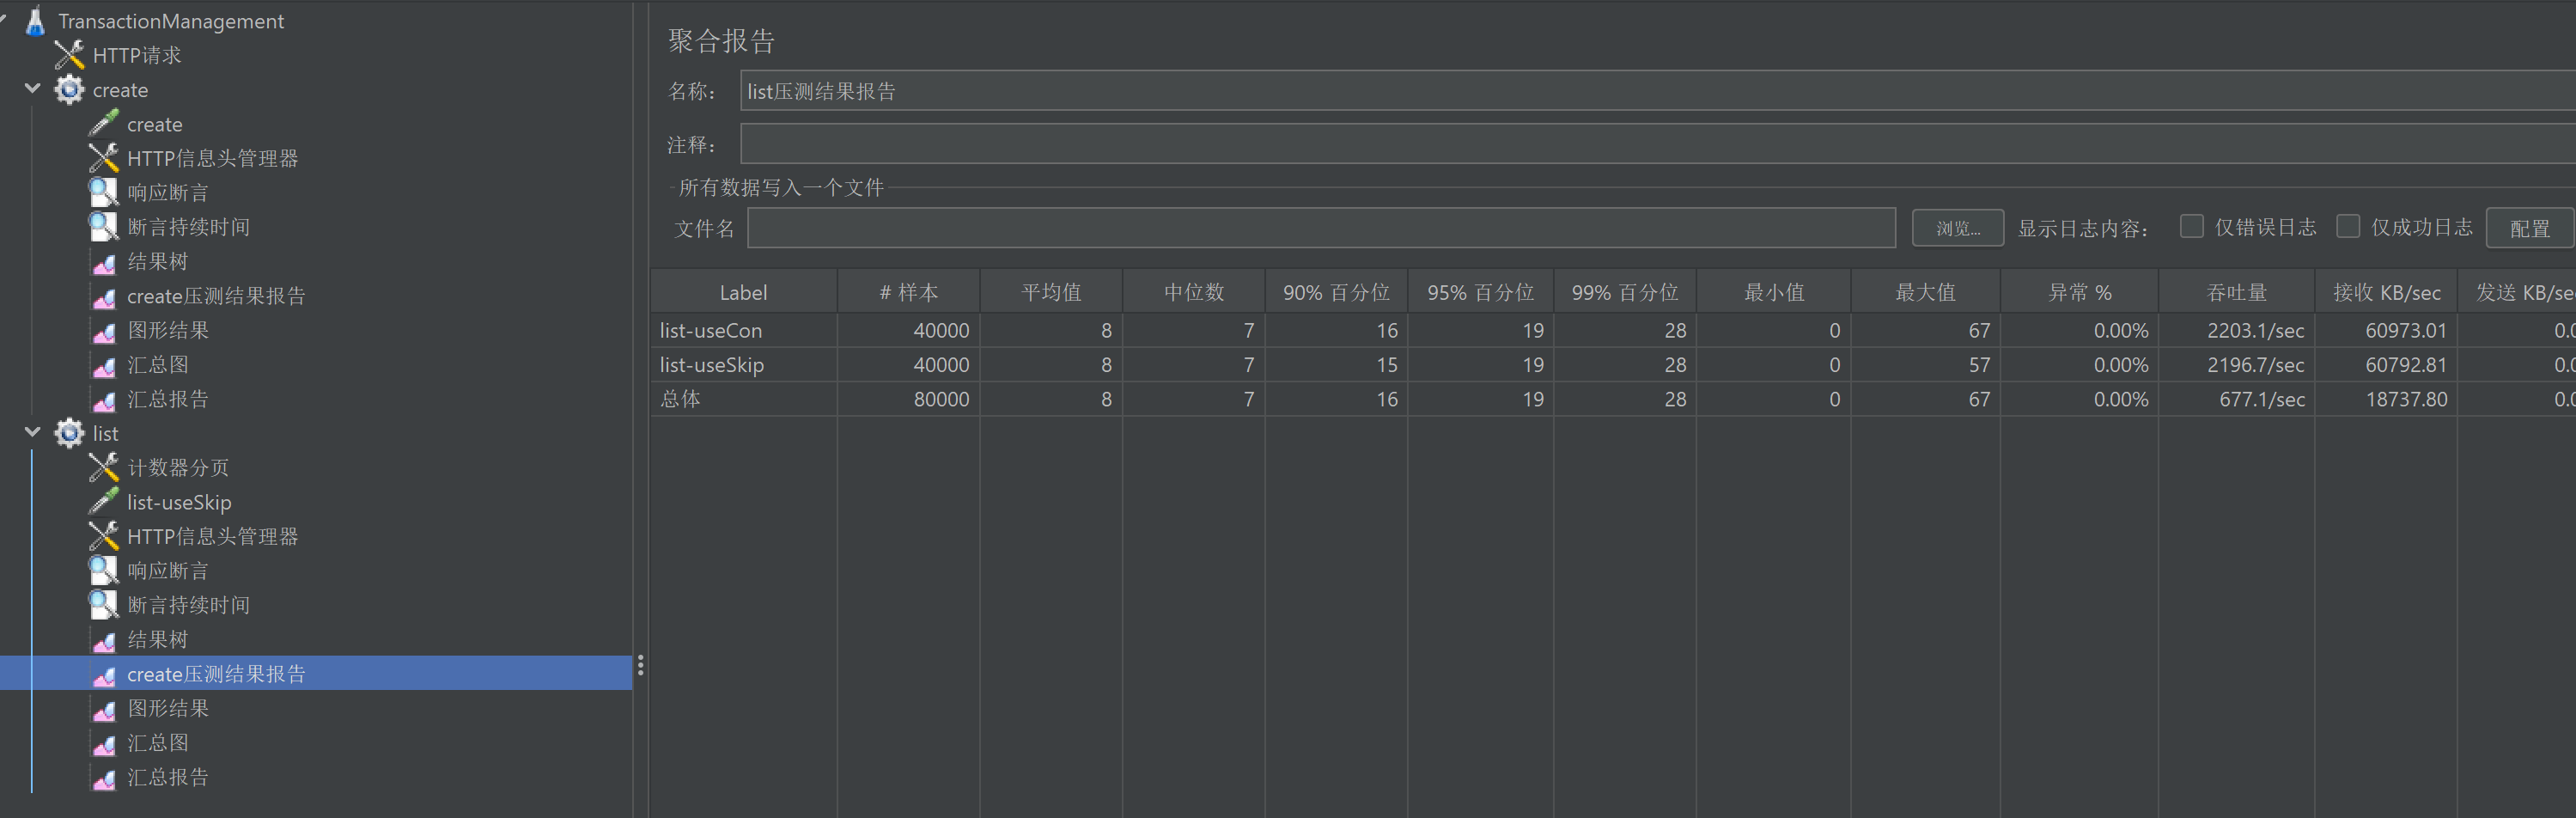 TransactionManagement
HTTP请求
create
create
HTTP信息头管理器
响应断言
断言持续时间
结果树
create压测结果报告
图形结果
汇总图
汇总报告
list
计数器分页
list-useSkip
HTTP信息头管理器
响应断言
断言持续时间
结果树
create压测结果报告
图形结果
汇总图
汇总报告
聚合报告
名称： list压测结果报告
注释：
所有数据写入一个文件
文件名 浏览... 显示日志内容： 仅错误日志 仅成功日志 配置
Label # 样本 平均值 中位数 90% 百分位 95% 百分位 99% 百分位 最小值 最大值 异常 % 吞吐量 接收 KB/sec 发送 KB/sec
list-useCon 40000 8 7 16 19 28 0 67 0.00% 2203.1/sec 60973.01 0.0
list-useSkip 40000 8 7 15 19 28 0 57 0.00% 2196.7/sec 60792.81 0.0
总体 80000 8 7 16 19 28 0 67 0.00% 677.1/sec 18737.80 0.0